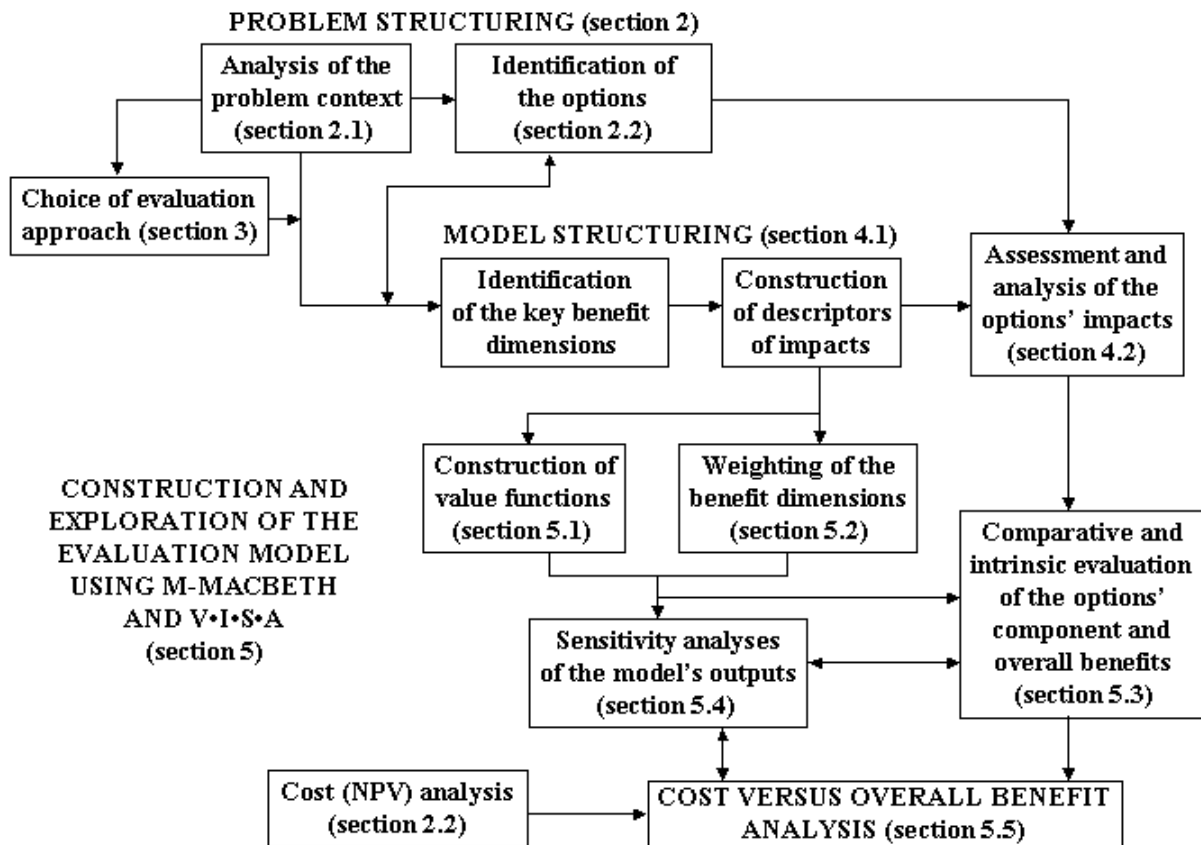 PROBLEM STRUCTURING (section 2)
Analysis of the
problem context
(section 2.1)
Identification of
the options
(section 2.2)
Choice of evaluation
approach (section 3)
MODEL STRUCTURING (section 4.1)
Identification
of the key benefit
dimensions
Construction
of descriptors
of impacts
Assessment and
analysis of the
options’ impacts
(section 4.2)
Construction of
value functions
(section 5.1)
Weighting of the
benefit dimensions
(section 5.2)
CONSTRUCTION AND
EXPLORATION OF THE
EVALUATION MODEL
USING M-MACBETH
AND V•I•S•A
(section 5)
Comparative and
intrinsic evaluation
of the options’
component and
overall benefits
(section 5.3)
Sensitivity analyses
of the model’s outputs
(section 5.4)
Cost (NPV) analysis
(section 2.2)
COST VERSUS OVERALL BENEFIT
ANALYSIS (section 5.5)